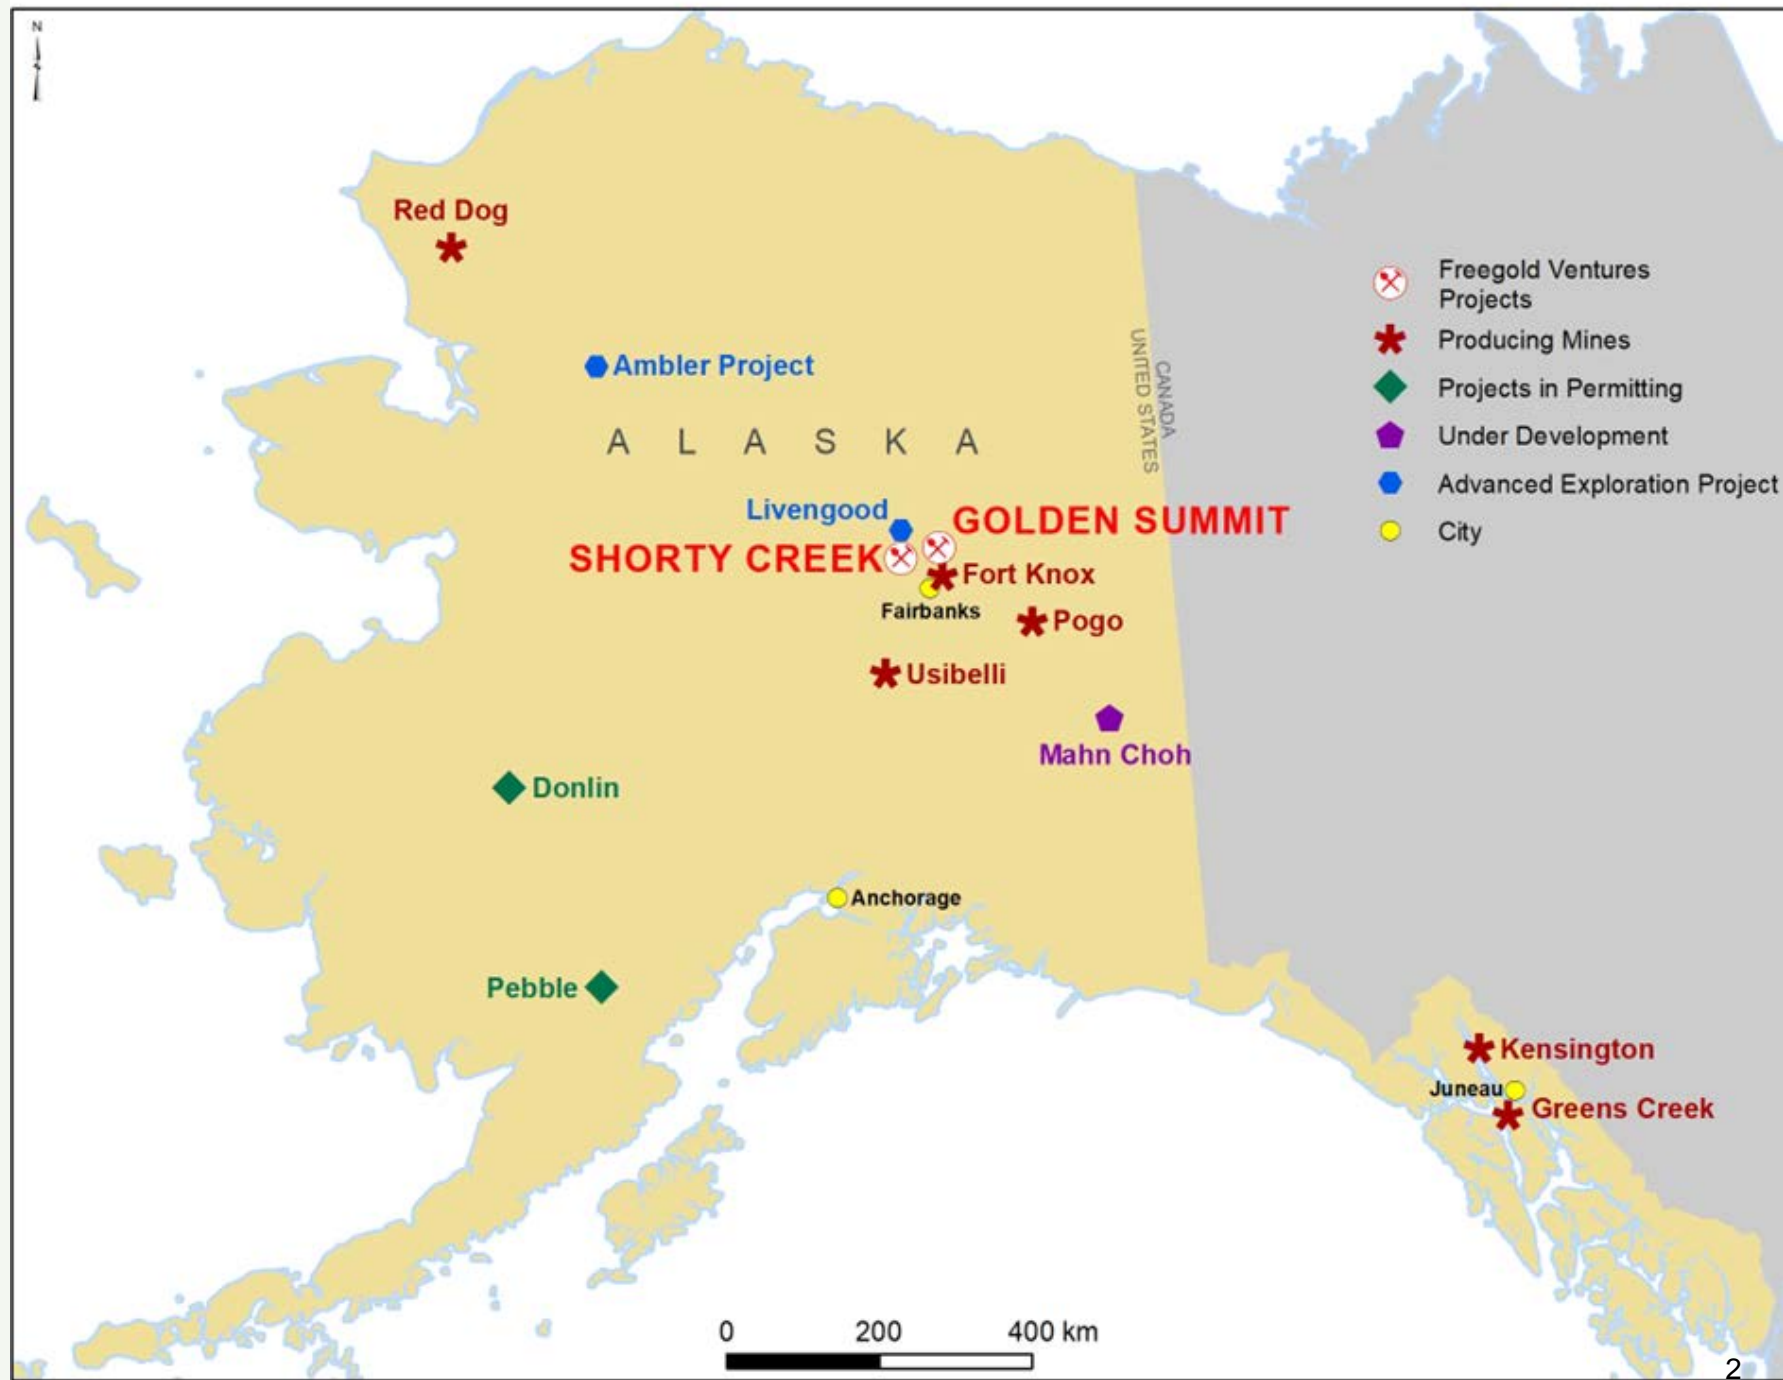 N
Red Dog
Freegold Ventures
Projects
Producing Mines
CANADA
UNITED STATES
Ambler Project
Projects in Permitting
A L A S K A
Under Development
Advanced Exploration Project
Livengood
GOLDEN SUMMIT
City
SHORTY CREEK
Fort Knox
Fairbanks
Pogo
Usibelli
Mahn Choh
Donlin
Anchorage
Pebble
Kensington
Juneau
Greens Creek
0 200 400 km
2